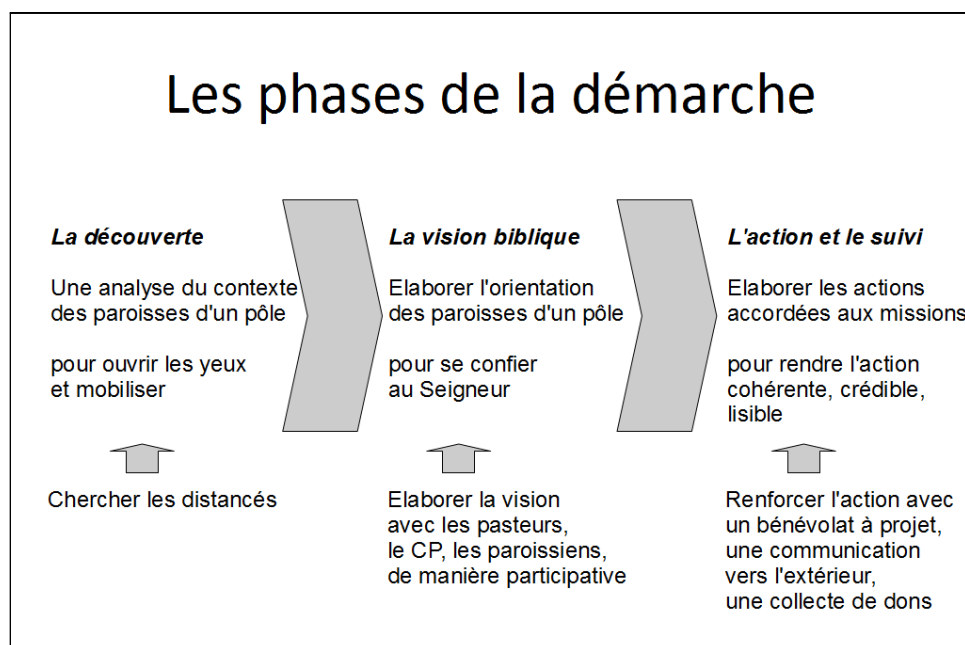 Les phases de la démarche
La découverte
Une analyse du contexte
des paroisses d'un pôle
pour ouvrir les yeux
et mobiliser
Chercher les distancés
La vision biblique
Elaborer l'orientation
des paroisses d'un pôle
pour se confier
au Seigneur
Elaborer la vision
avec les pasteurs,
le CP, les paroissiens,
de manière participative
L'action et le suivi
Elaborer les actions
accordées aux missions
pour rendre l'action
cohérente, crédible,
lisible
Renforcer l'action avec
un bénévolat à projet,
une communication
vers l'extérieur,
une collecte de dons